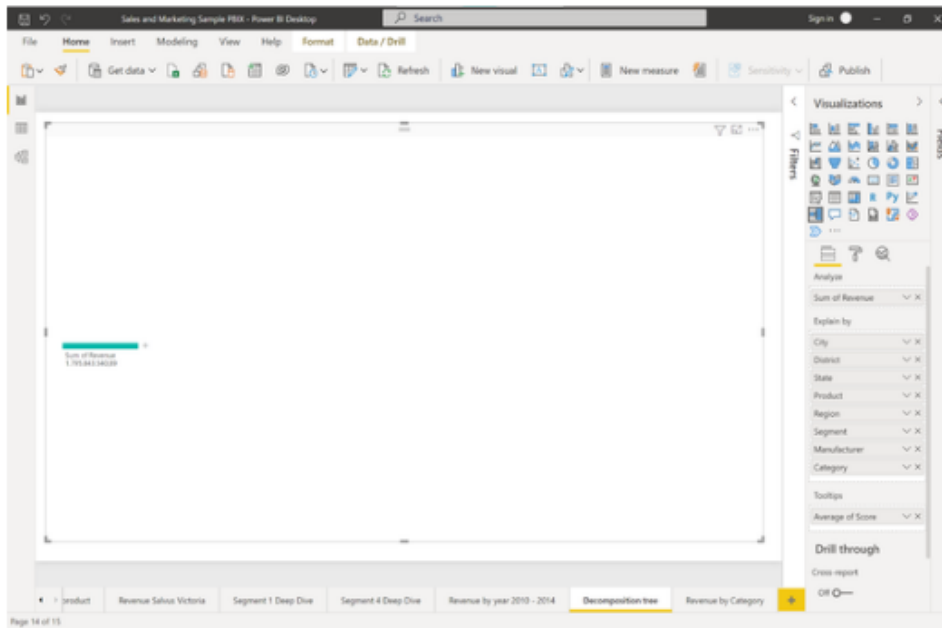 Sales and Marketing Sample PBIX - Power BI Desktop
Search
Sign in
File Home Insert Modeling View Help Format Data / Drill
Get data Refresh New visual New measure Sensitivity Publish
Visualizations
Filters
Fields
Analyze
Sum of Revenue
Explain by
City
District
State
Product
Region
Segment
Manufacturer
Category
Tooltips
Average of Score
Drill through
Cross-report
Off
Sum of Revenue
product Revenue Salvus Victoria Segment 1 Deep Dive Segment 4 Deep Dive Revenue by year 2010 - 2014 Decomposition tree Revenue by Category
Page 14 of 15